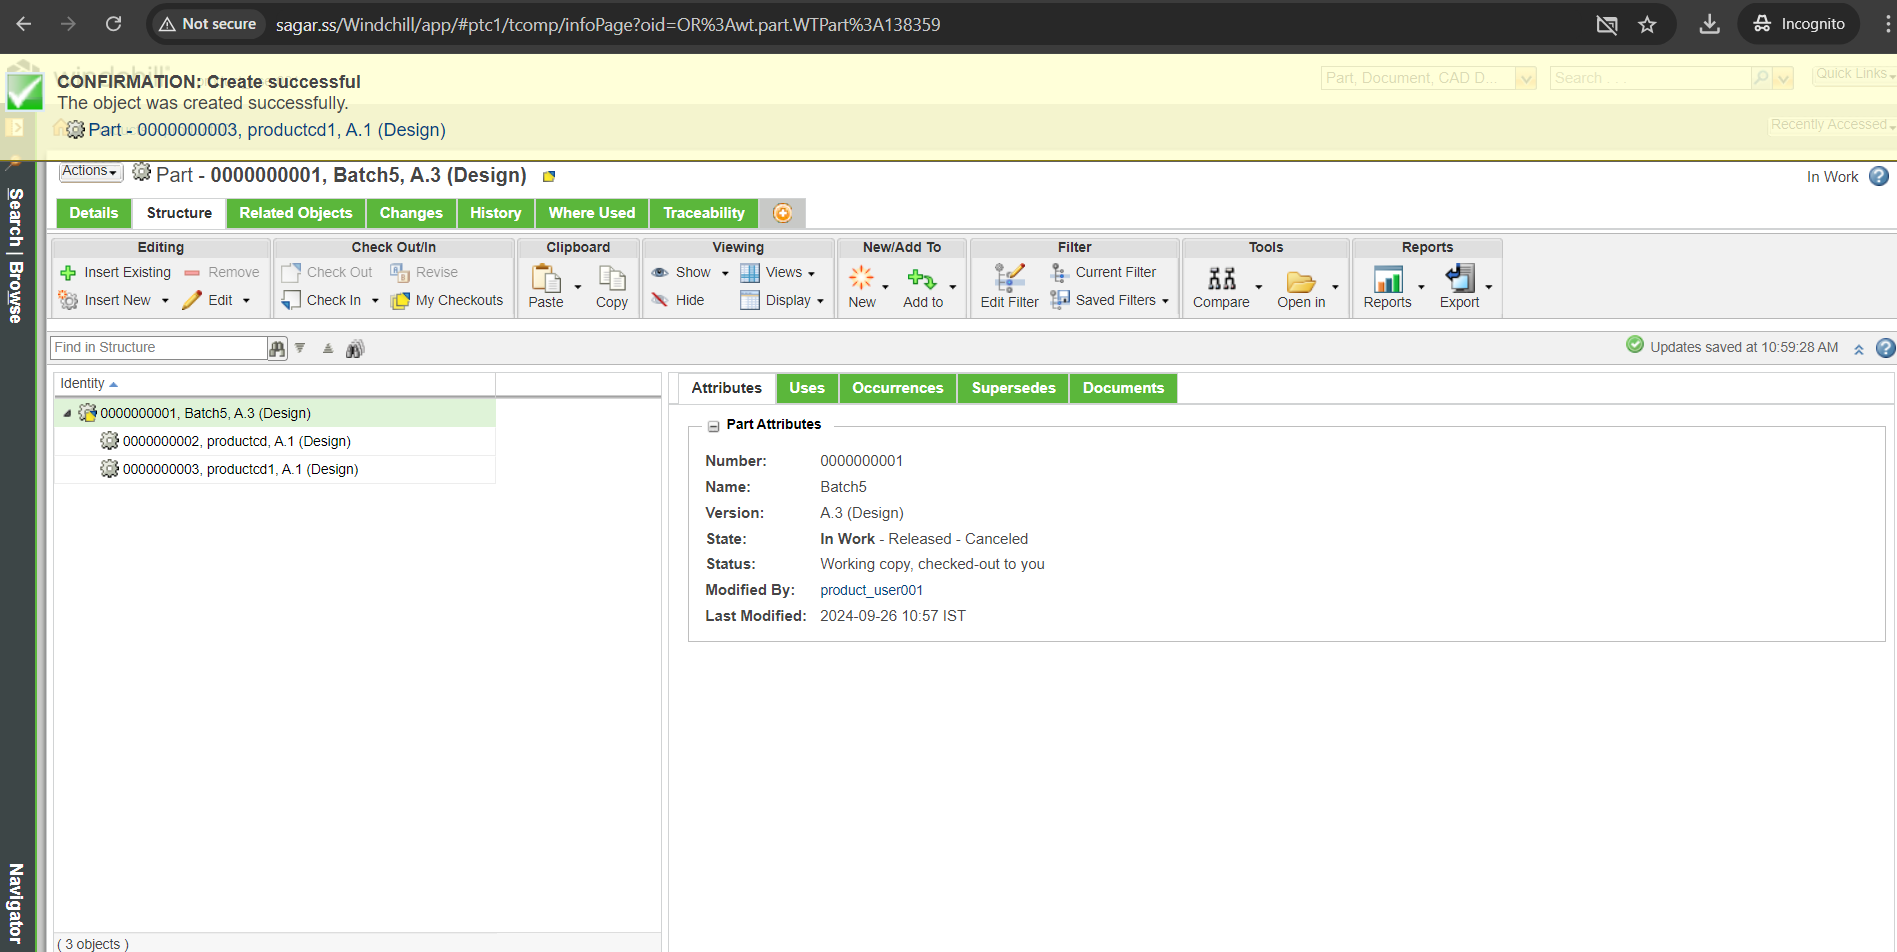 Not secure sagar.ss/Windchill/app/#ptc1/tcomp/infoPage?oid=OR%3Awt.part.WTPart%3A138359 Incognito
CONFIRMATION: Create successful
The object was created successfully.
Part - 0000000003, productcd1, A.1 (Design)
Part, Document, CAD D... Search . . . Quick Links
Recently Accessed
Actions Part - 0000000001, Batch5, A.3 (Design) In Work
Details Structure Related Objects Changes History Where Used Traceability
Editing Check Out/In Clipboard Viewing New/Add To Filter Tools Reports
Insert Existing Remove Check Out Revise Show Views Current Filter
Insert New Edit Check In My Checkouts Paste Copy Hide Display New Add to Edit Filter Saved Filters Compare Open in Reports Export
Find in Structure Updates saved at 10:59:28 AM
Identity
0000000001, Batch5, A.3 (Design)
0000000002, productcd, A.1 (Design)
0000000003, productcd1, A.1 (Design)
( 3 objects )
Attributes Uses Occurrences Supersedes Documents
Part Attributes
Number: 0000000001
Name: Batch5
Version: A.3 (Design)
State: In Work - Released - Canceled
Status: Working copy, checked-out to you
Modified By: product_user001
Last Modified: 2024-09-26 10:57 IST
Search | Browse
Navigator